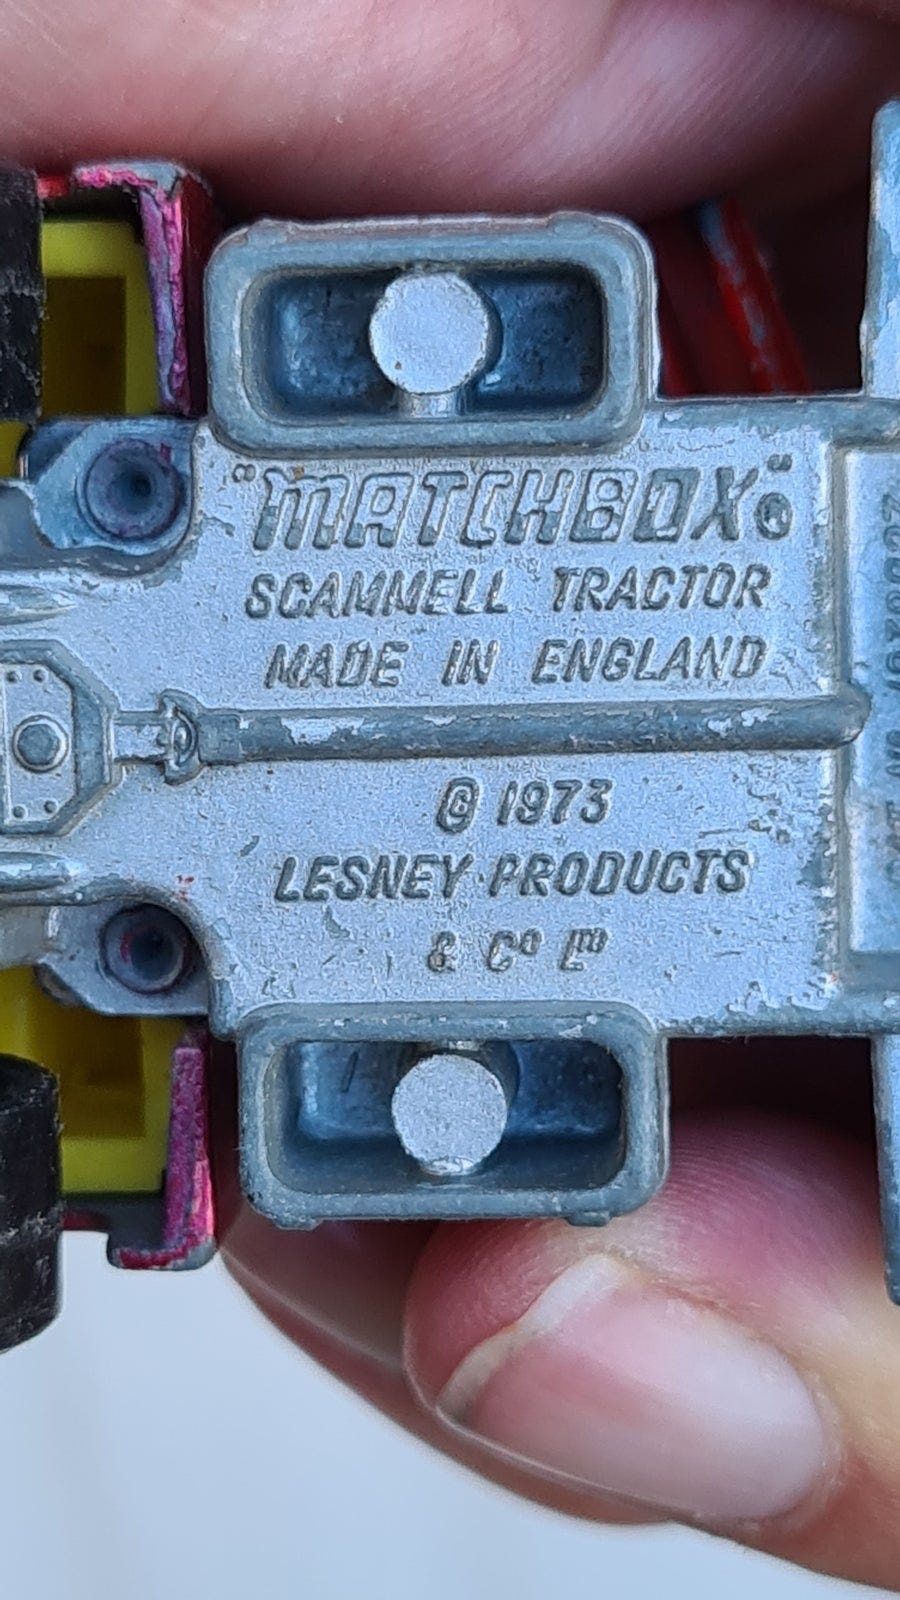 "MATCHBOX"®
SCAMMELL TRACTOR
MADE IN ENGLAND
© 1973
LESNEY PRODUCTS
& Cº Lᵀᴰ